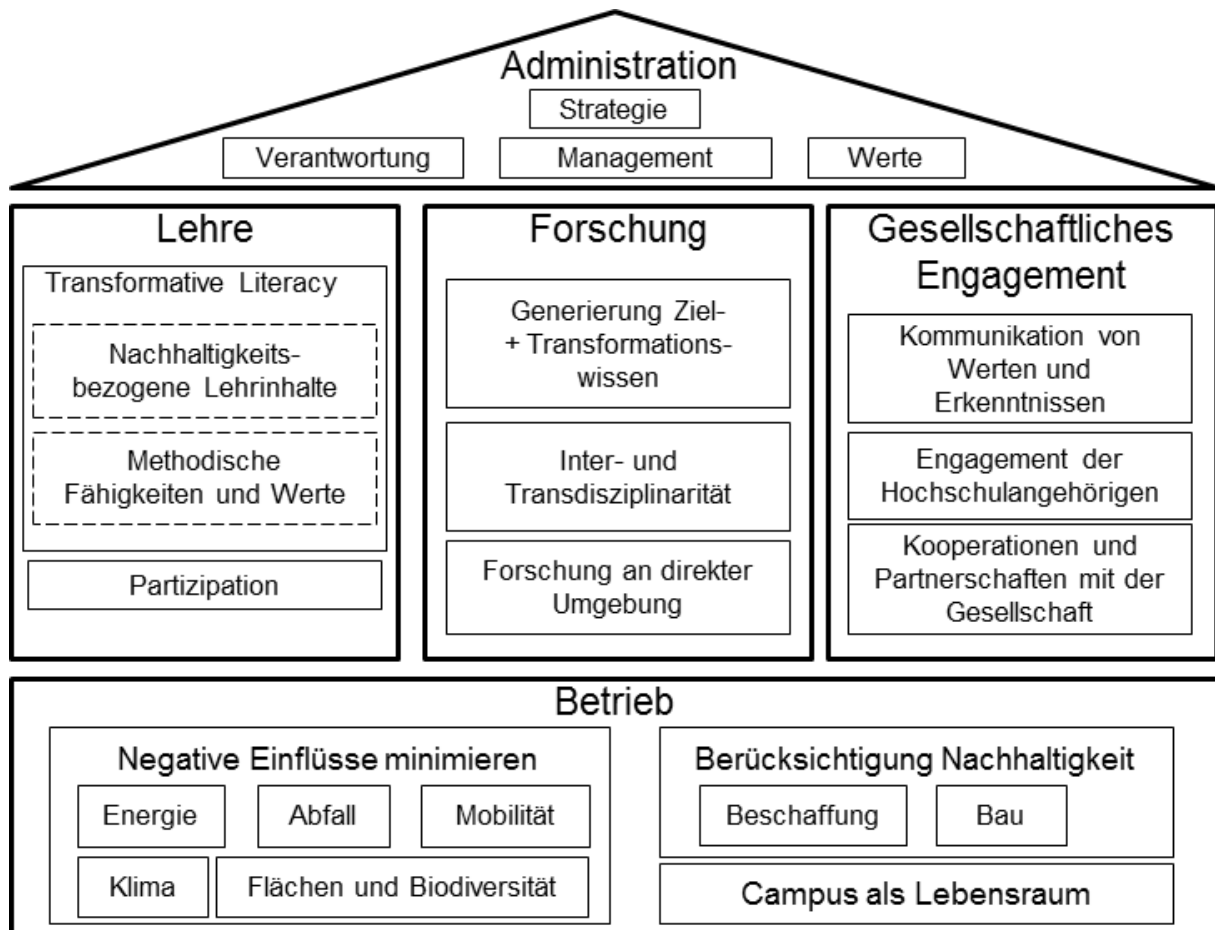 Administration
Strategie
Verantwortung
Management
Werte
Lehre
Transformative Literacy
Nachhaltigkeits-
bezogene Lehrinhalte
Methodische
Fähigkeiten und Werte
Partizipation
Forschung
Generierung Ziel-
+ Transformations-
wissen
Inter- und
Transdisziplinarität
Forschung an direkter
Umgebung
Gesellschaftliches
Engagement
Kommunikation von
Werten und
Erkenntnissen
Engagement der
Hochschulangehörigen
Kooperationen und
Partnerschaften mit der
Gesellschaft
Betrieb
Negative Einflüsse minimieren
Energie
Abfall
Mobilität
Klima
Flächen und Biodiversität
Berücksichtigung Nachhaltigkeit
Beschaffung
Bau
Campus als Lebensraum